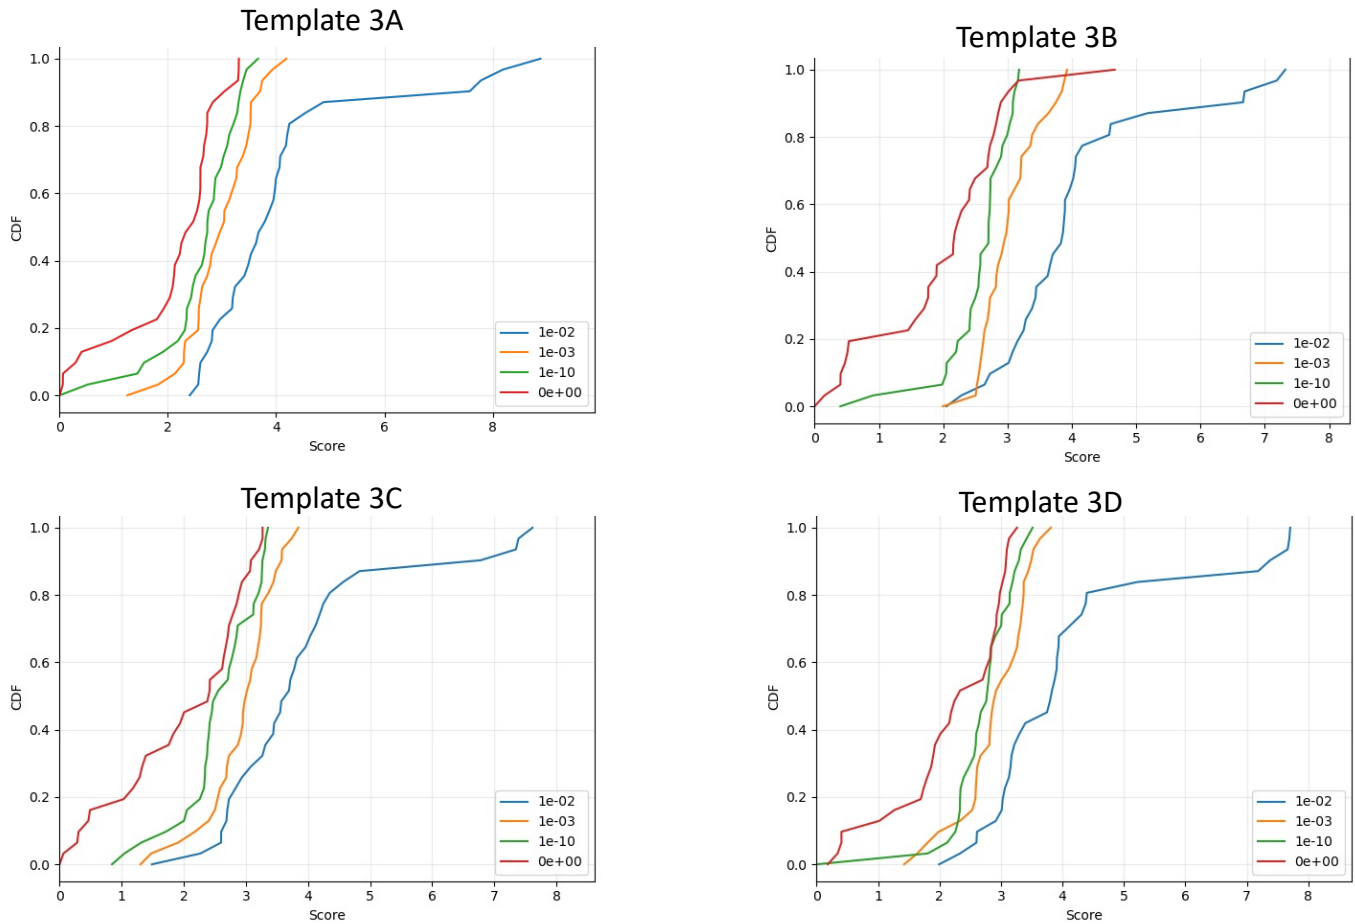 Template 3A
1.0
0.8
0.6
0.4
0.2
0.0
CDF
0
2
4
6
8
Score
1e-02
1e-03
1e-10
0e+00
Template 3B
1.0
0.8
0.6
0.4
0.2
0.0
CDF
0
1
2
3
4
5
6
7
8
Score
1e-02
1e-03
1e-10
0e+00
Template 3C
1.0
0.8
0.6
0.4
0.2
0.0
CDF
0
1
2
3
4
5
6
7
8
Score
1e-02
1e-03
1e-10
0e+00
Template 3D
1.0
0.8
0.6
0.4
0.2
0.0
CDF
0
1
2
3
4
5
6
7
8
Score
1e-02
1e-03
1e-10
0e+00